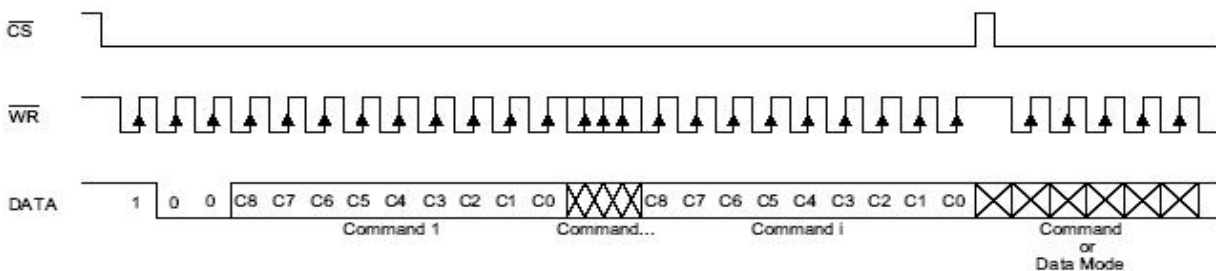 CS
WR
DATA 1 0 0 C8 C7 C6 C5 C4 C3 C2 C1 C0 C8 C7 C6 C5 C4 C3 C2 C1 C0
Command 1 Command... Command i Command
or
Data Mode